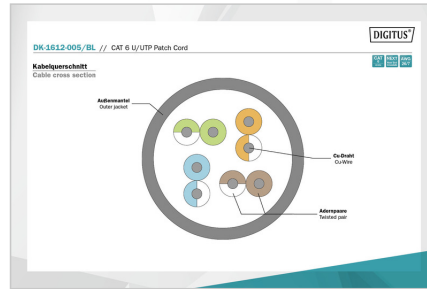 DIGITUS®
DK-1612-005/BL // CAT 6 U/UTP Patch Cord
Kabelquerschnitt
Cable cross section
Außenmantel
Outer jacket
Cu-Draht
Cu-Wire
Adernpaare
Twisted pair